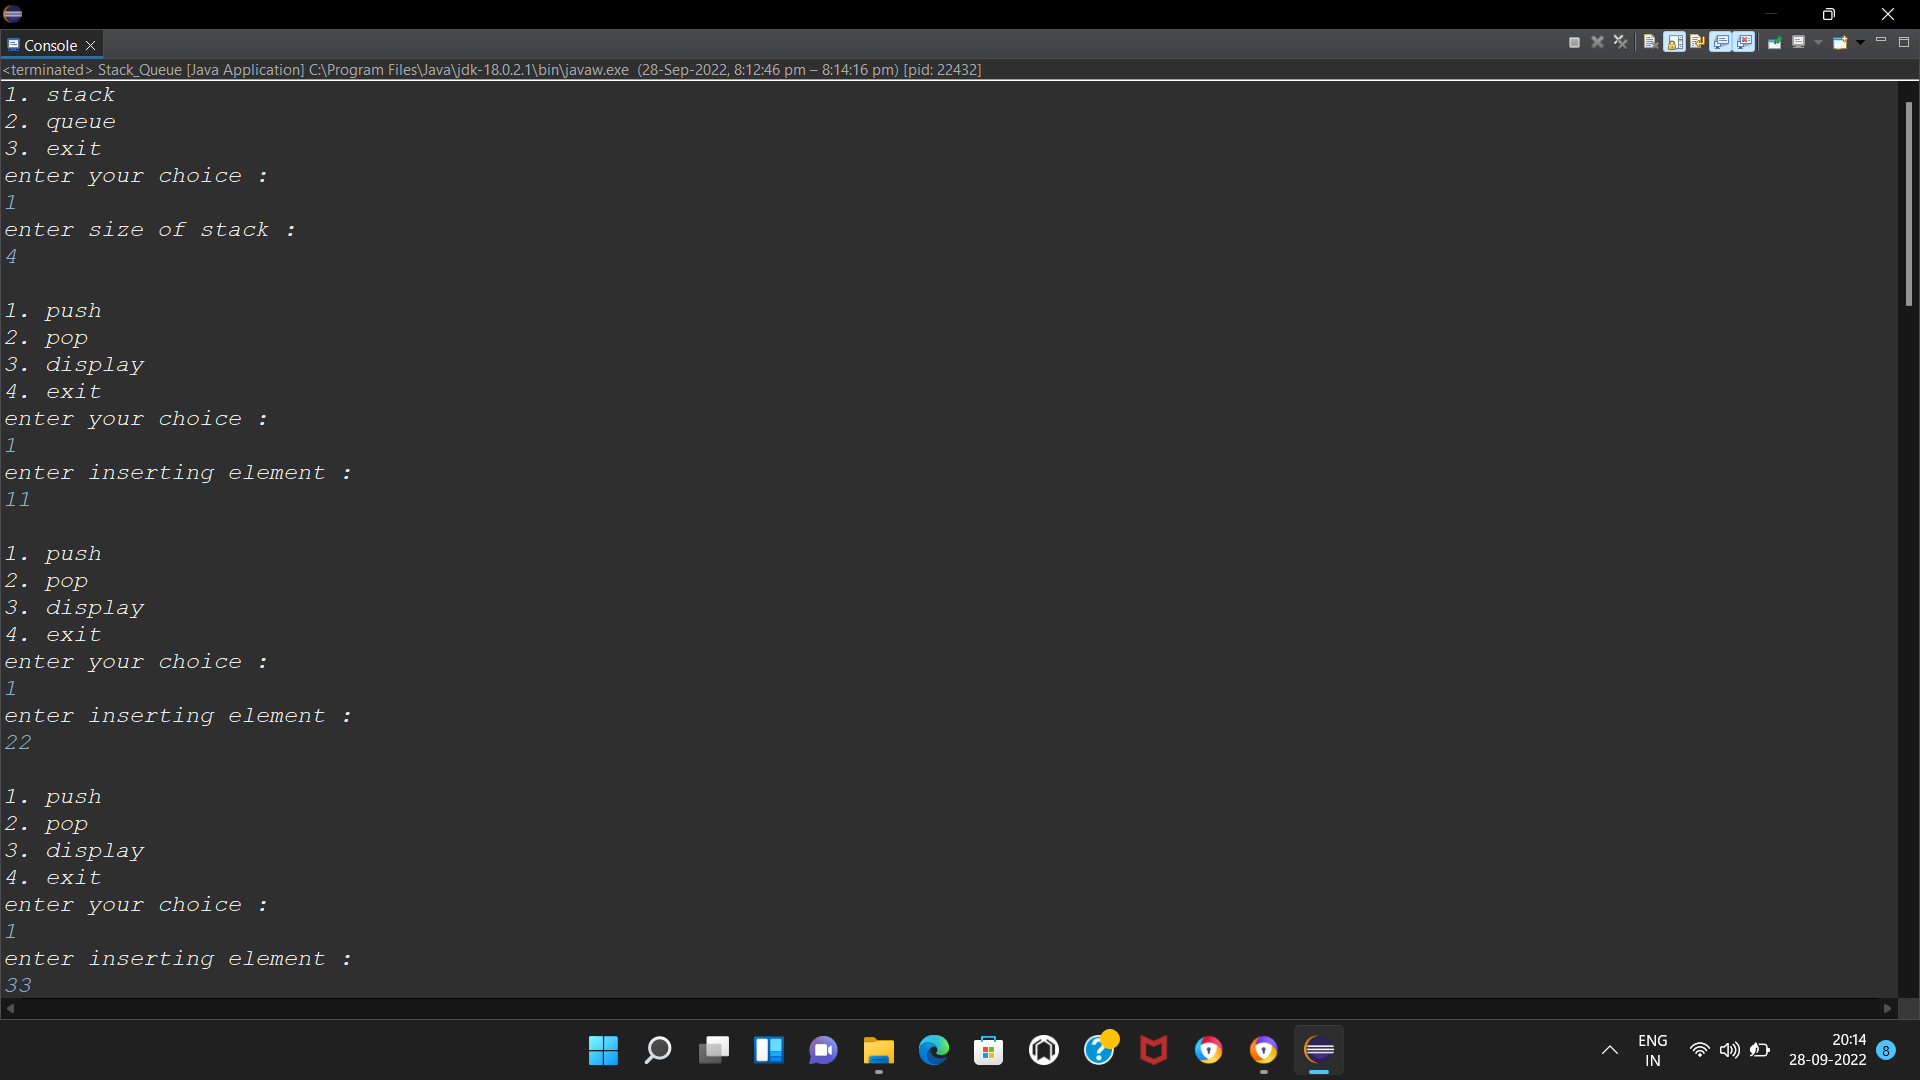 Console
<terminated> Stack_Queue [Java Application] C:\Program Files\Java\jdk-18.0.2.1\bin\javaw.exe (28-Sep-2022, 8:12:46 pm – 8:14:16 pm) [pid: 22432]
1. stack
2. queue
3. exit
enter your choice :
1
enter size of stack :
4
1. push
2. pop
3. display
4. exit
enter your choice :
1
enter inserting element :
11
1. push
2. pop
3. display
4. exit
enter your choice :
1
enter inserting element :
22
1. push
2. pop
3. display
4. exit
enter your choice :
1
enter inserting element :
33
ENG
IN
20:14
28-09-2022
8